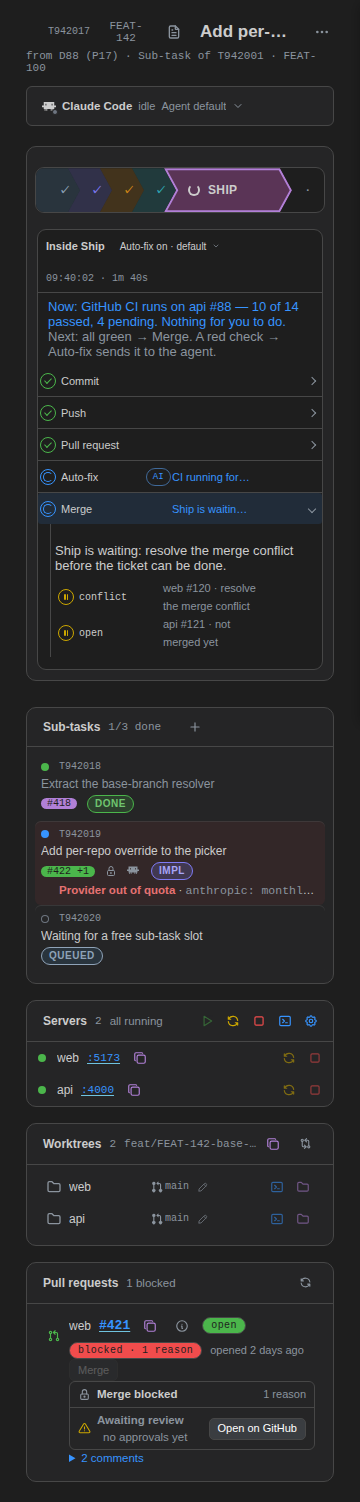 T942017 FEAT-142 Add per-…
from D88 (P17) · Sub-task of T942001 · FEAT-
100
Claude Code idle Agent default
SHIP ·
Inside Ship Auto-fix on · default
09:40:02 · 1m 40s
Now: GitHub CI runs on api #88 — 10 of 14
passed, 4 pending. Nothing for you to do.
Next: all green → Merge. A red check →
Auto-fix sends it to the agent.
Commit
Push
Pull request
Auto-fix AI CI running for…
Merge Ship is waitin…
Ship is waiting: resolve the merge conflict
before the ticket can be done.
conflict web #120 · resolve
the merge conflict
open api #121 · not
merged yet
Sub-tasks 1/3 done
T942018
Extract the base-branch resolver
#418 DONE
T942019
Add per-repo override to the picker
#422 +1 IMPL
Provider out of quota · anthropic: monthl…
T942020
Waiting for a free sub-task slot
QUEUED
Servers 2 all running
web :5173
api :4000
Worktrees 2 feat/FEAT-142-base-…
web main
api main
Pull requests 1 blocked
web #421 open
blocked · 1 reason opened 2 days ago
Merge
Merge blocked 1 reason
Awaiting review
no approvals yet
Open on GitHub
2 comments